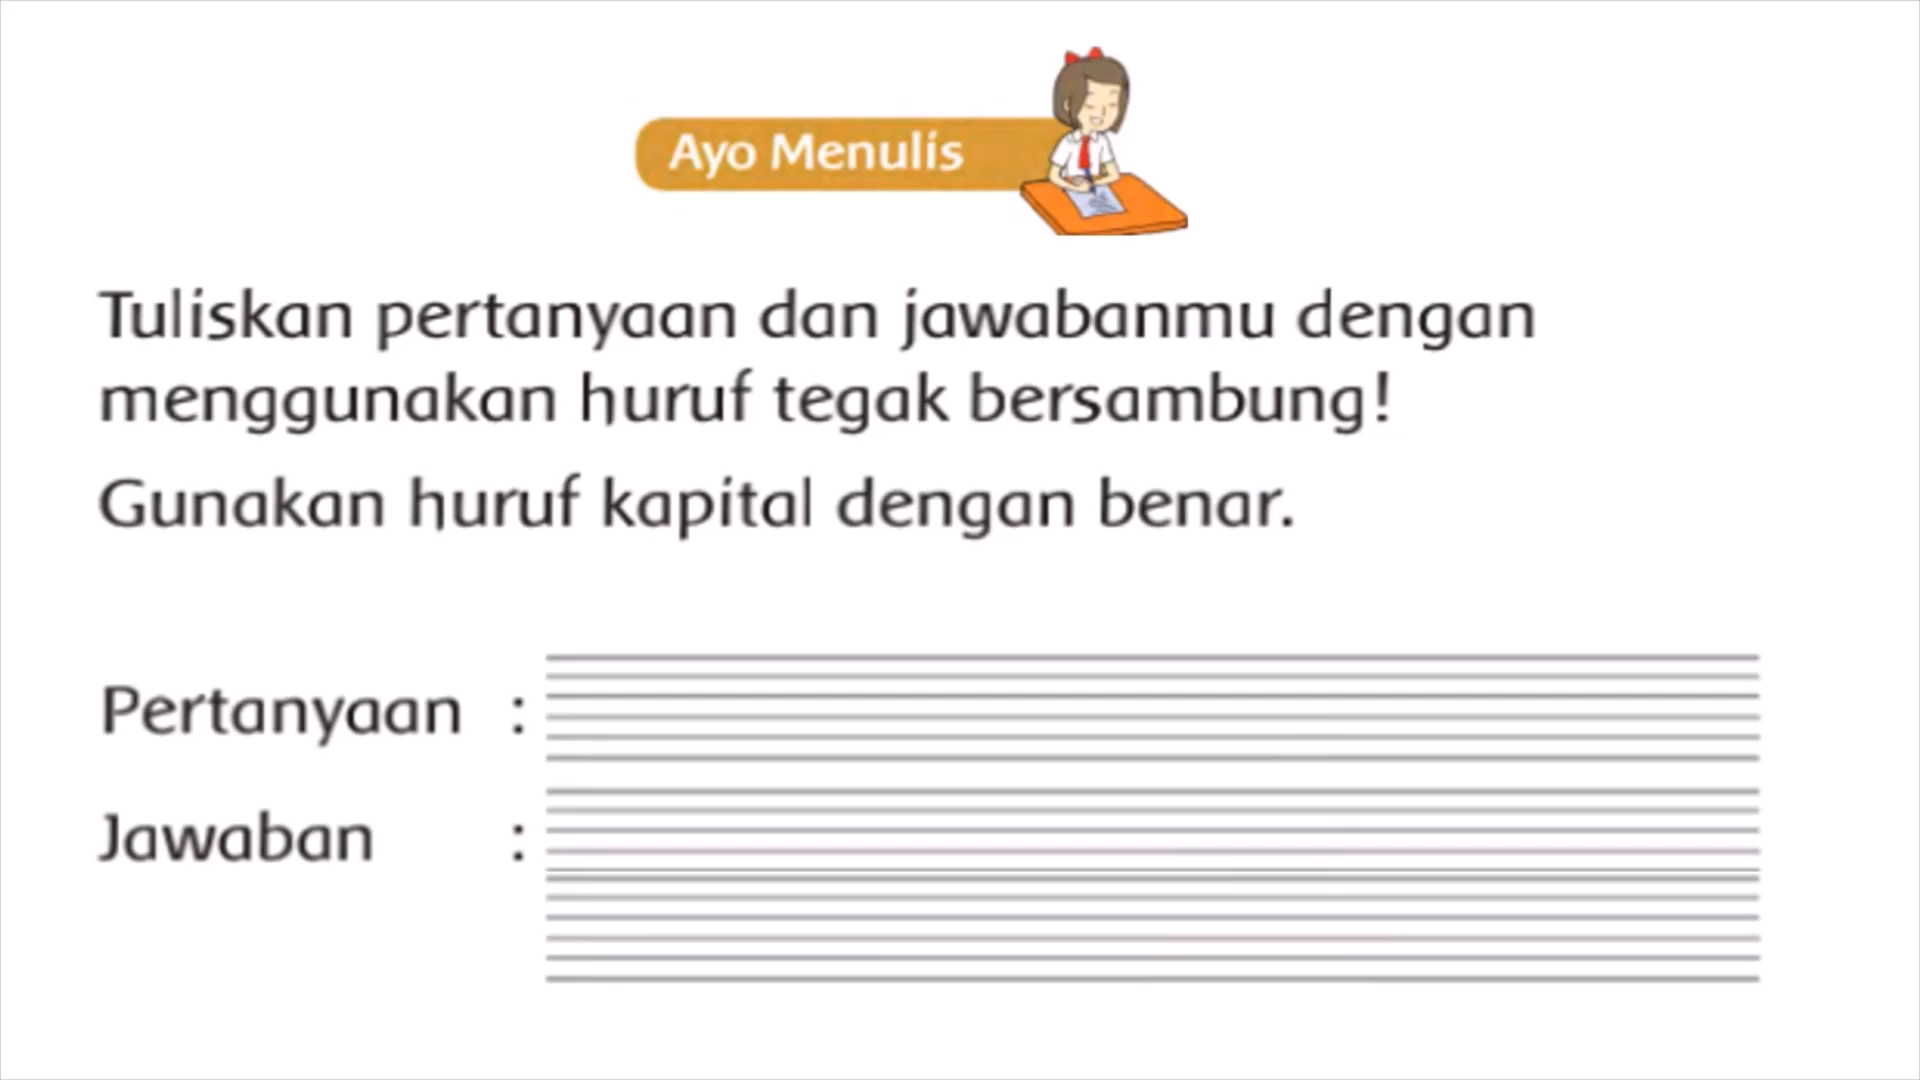 Ayo Menulis
Tuliskan pertanyaan dan jawabanmu dengan
menggunakan huruf tegak bersambung!
Gunakan huruf kapital dengan benar.
Pertanyaan :
Jawaban :